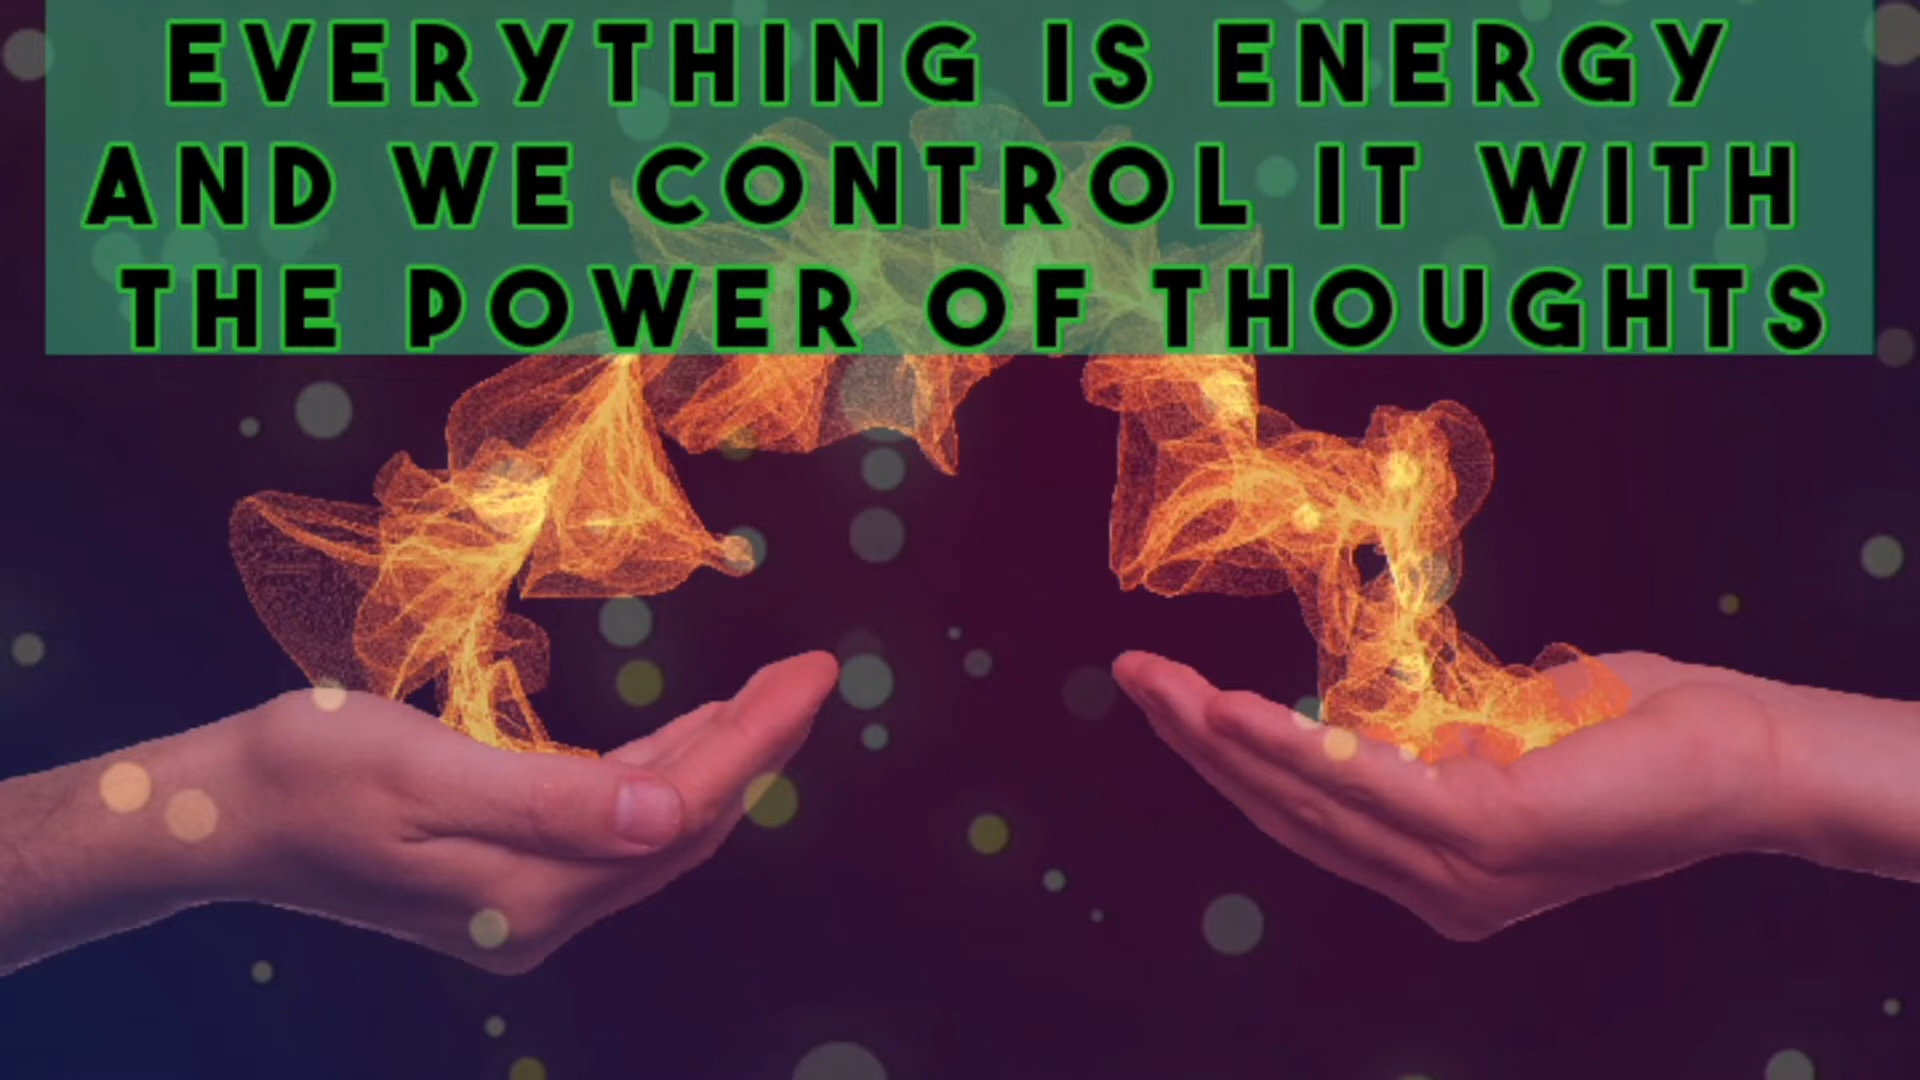 EVERYTHING IS ENERGY
AND WE CONTROL IT WITH
THE POWER OF THOUGHTS